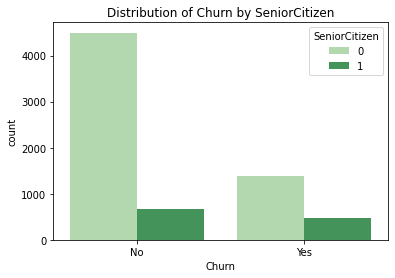 Distribution of Churn by SeniorCitizen
SeniorCitizen
0
1
4000
3000
2000
1000
0
count
No
Yes
Churn